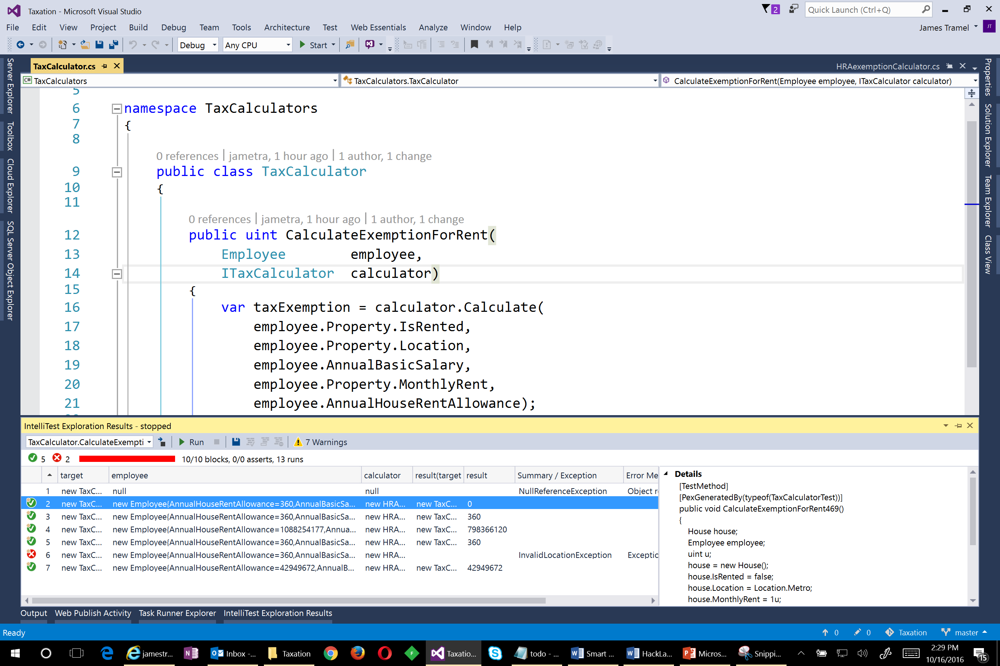 Taxation - Microsoft Visual Studio
2
Quick Launch (Ctrl+Q)
File Edit View Project Build Debug Team Tools Architecture Test Web Essentials Analyze Window Help
James Tramel
JT
Debug Any CPU Start
Server Explorer
Toolbox
Cloud Explorer
SQL Server Object Explorer
TaxCalculator.cs
HRAexemptionCalculator.cs
C# TaxCalculators
TaxCalculators.TaxCalculator
CalculateExemptionForRent(Employee employee, ITaxCalculator calculator)
5
6 namespace TaxCalculators
7 {
8
0 references | jametra, 1 hour ago | 1 author, 1 change
9 public class TaxCalculator
10 {
11
0 references | jametra, 1 hour ago | 1 author, 1 change
12 public uint CalculateExemptionForRent(
13 Employee employee,
14 ITaxCalculator calculator)
15 {
16 var taxExemption = calculator.Calculate(
17 employee.Property.IsRented,
18 employee.Property.Location,
19 employee.AnnualBasicSalary,
20 employee.Property.MonthlyRent,
21 employee.AnnualHouseRentAllowance);
Properties
Solution Explorer
Team Explorer
Class View
IntelliTest Exploration Results - stopped
TaxCalculator.CalculateExempti Run 7 Warnings
5 2 10/10 blocks, 0/0 asserts, 13 runs
target employee calculator result(target result Summary / Exception Error Me
1 new TaxC... null null NullReferenceException Object r
2 new TaxC... new Employee{AnnualHouseRentAllowance=360,AnnualBasicSa... new HRA... new TaxC... 0
3 new TaxC... new Employee{AnnualHouseRentAllowance=360,AnnualBasicSa... new HRA... new TaxC... 360
4 new TaxC... new Employee{AnnualHouseRentAllowance=1088254177,Annua... new HRA... new TaxC... 798366120
5 new TaxC... new Employee{AnnualHouseRentAllowance=360,AnnualBasicSa... new HRA... new TaxC... 360
6 new TaxC... new Employee{AnnualHouseRentAllowance=360,AnnualBasicSa... new HRA... InvalidLocationException Exceptio
7 new TaxC... new Employee{AnnualHouseRentAllowance=42949672,AnnualB... new HRA... new TaxC... 42949672
Details
[TestMethod]
[PexGeneratedBy(typeof(TaxCalculatorTest))]
public void CalculateExemptionForRent469()
{
House house;
Employee employee;
uint u;
house = new House();
house.IsRented = false;
house.Location = Location.Metro;
house.MonthlyRent = 1u;
Output Web Publish Activity Task Runner Explorer IntelliTest Exploration Results
Ready
0 0 Taxation master
jamestr... Inbox -... Taxation Taxatio... todo - ... Smart ... HackLa... Micros... Snippi...
2:29 PM
10/16/2016
15